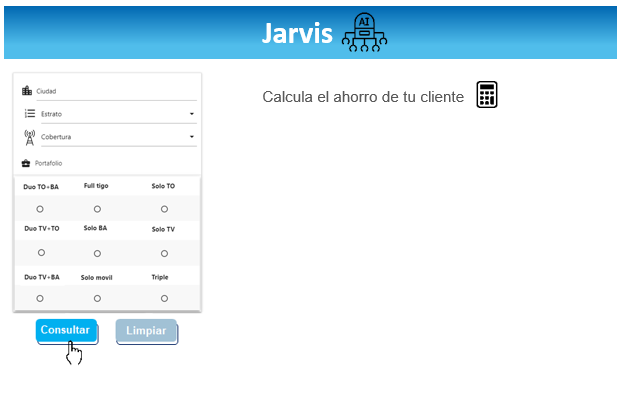 Jarvis
AI
Ciudad
Calcula el ahorro de tu cliente
Estrato
Cobertura
Portafolio
Duo TO+BA Full tigo Solo TO
Duo TV+TO Solo BA Solo TV
Duo TV+BA Solo movil Triple
Consultar Limpiar